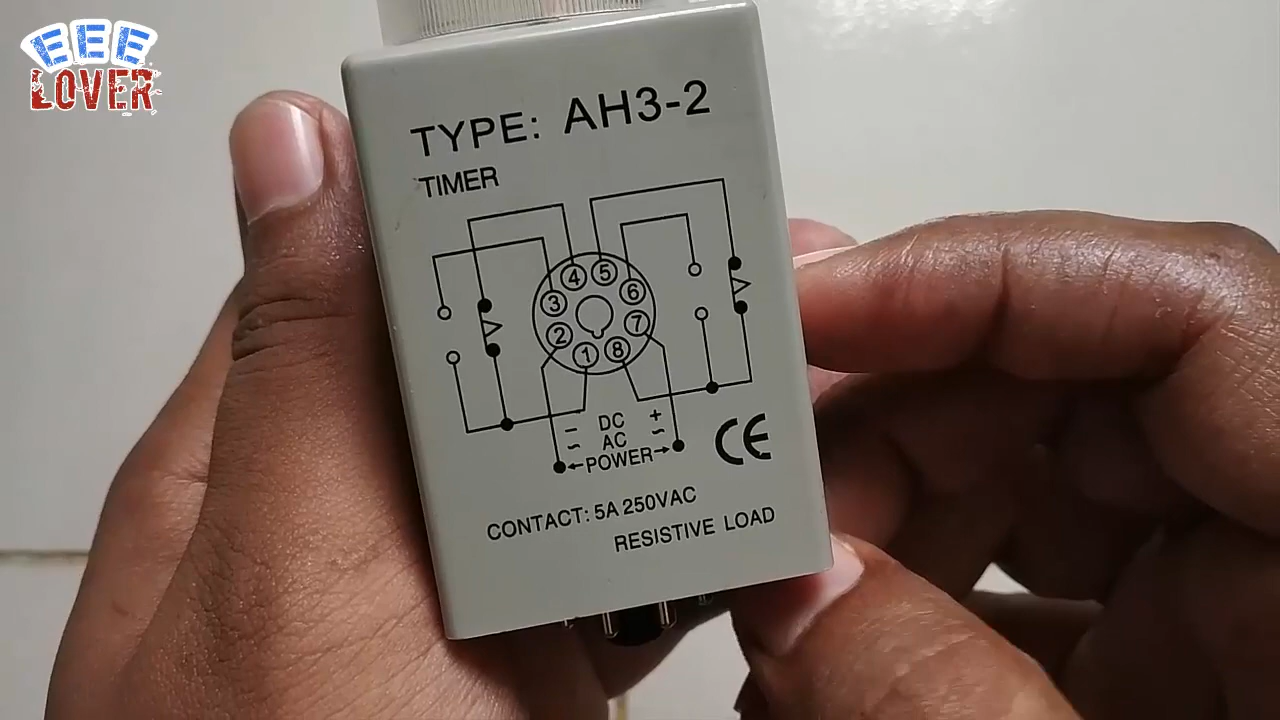 EEE
LOVER
TYPE: AH3-2
TIMER
4 5
3 6
2 7
1 8
− DC +
~ AC ~
←POWER→
CE
CONTACT: 5A 250VAC
RESISTIVE LOAD